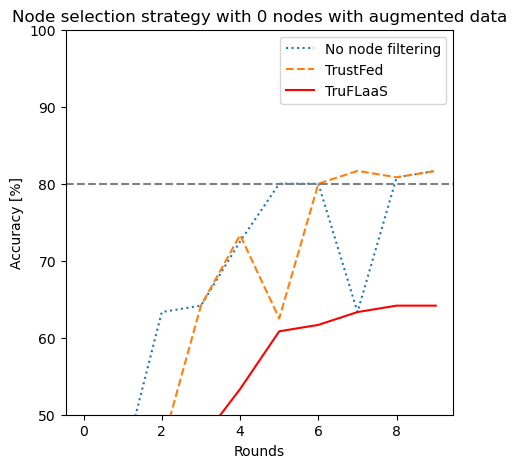 Node selection strategy with 0 nodes with augmented data
No node filtering
TrustFed
TruFLaaS
Accuracy [%]
100
90
80
70
60
50
0 2 4 6 8
Rounds